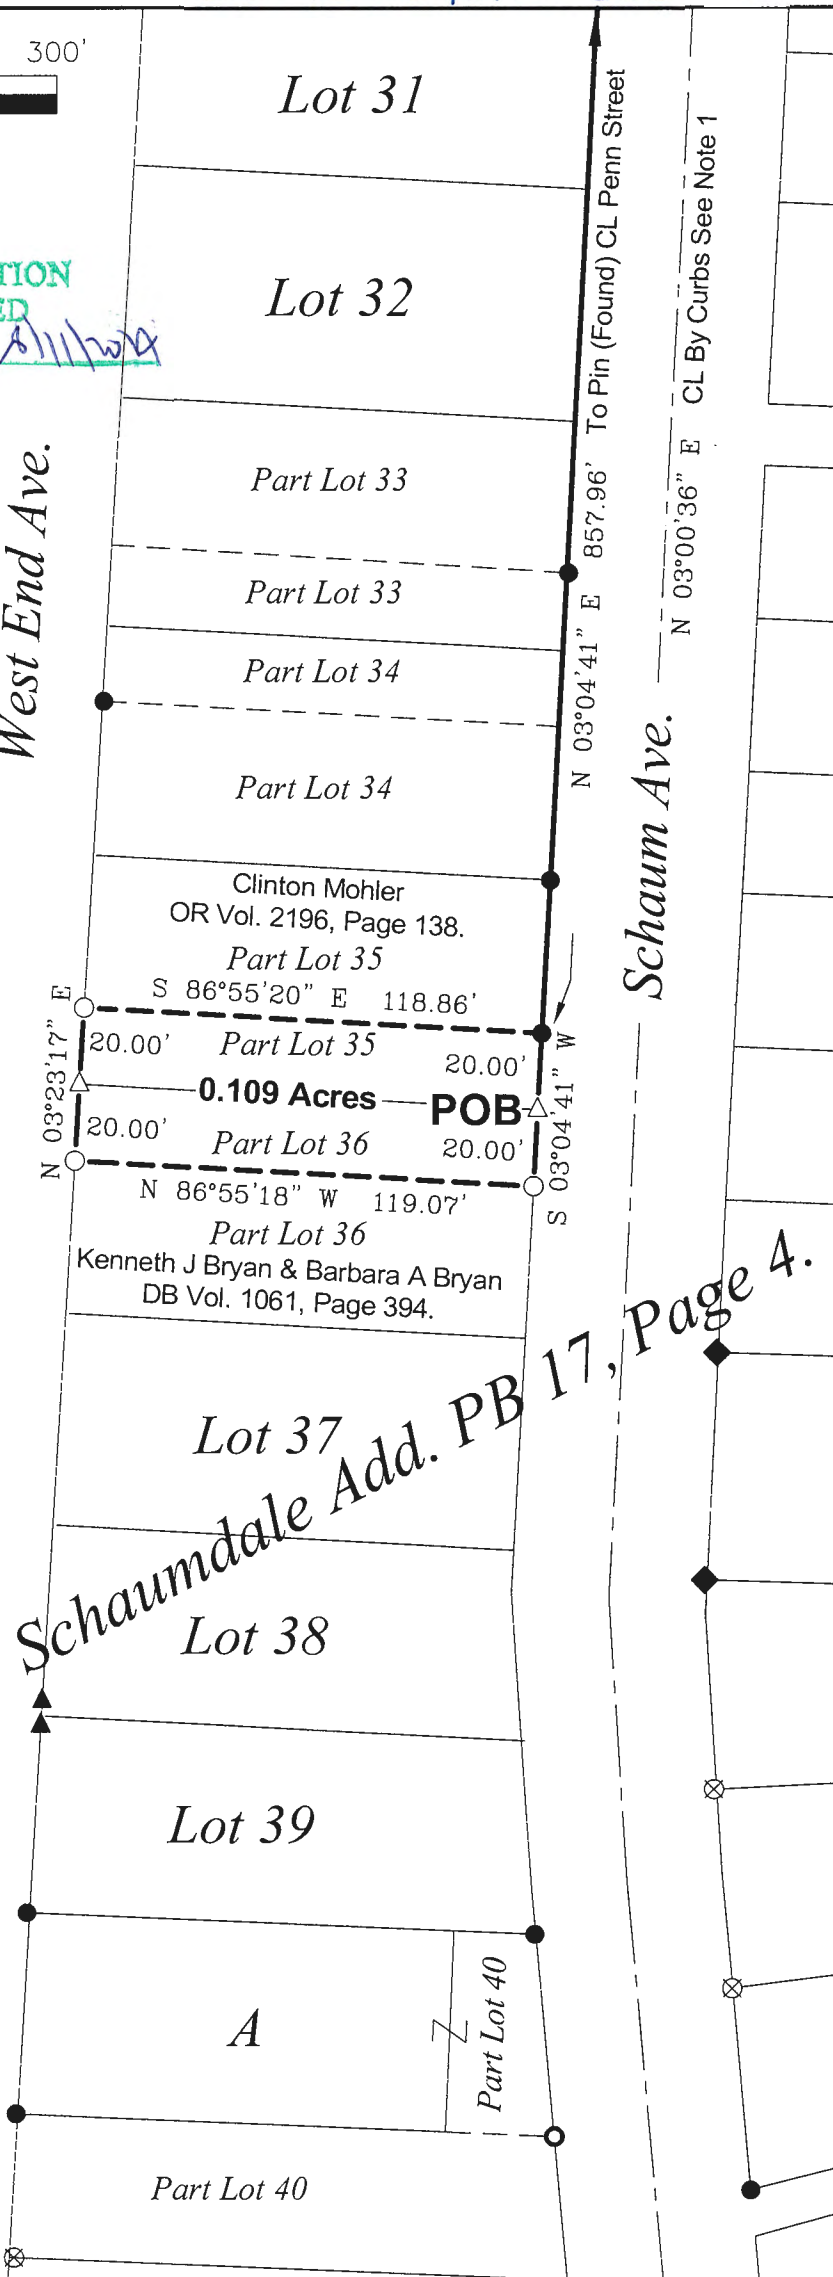 300'
Lot 31
To Pin (Found) CL Penn Street
CL By Curbs See Note 1
TION
ED
8/11/2014
Lot 32
West End Ave.
Part Lot 33
857.96'
N 03°00'36" E
Part Lot 33
N 03°04'41" E
Part Lot 34
Part Lot 34
Schaum Ave.
Clinton Mohler
OR Vol. 2196, Page 138.
Part Lot 35
S 86°55'20" E 118.86'
N 03°23'17" E
20.00' Part Lot 35 20.00'
S 03°04'41" W
0.109 Acres POB
20.00' Part Lot 36 20.00'
N 86°55'18" W 119.07'
Part Lot 36
Kenneth J Bryan & Barbara A Bryan
DB Vol. 1061, Page 394.
Schaumdale Add. PB 17, Page 4.
Lot 37
Lot 38
Lot 39
A
Part Lot 40
Part Lot 40